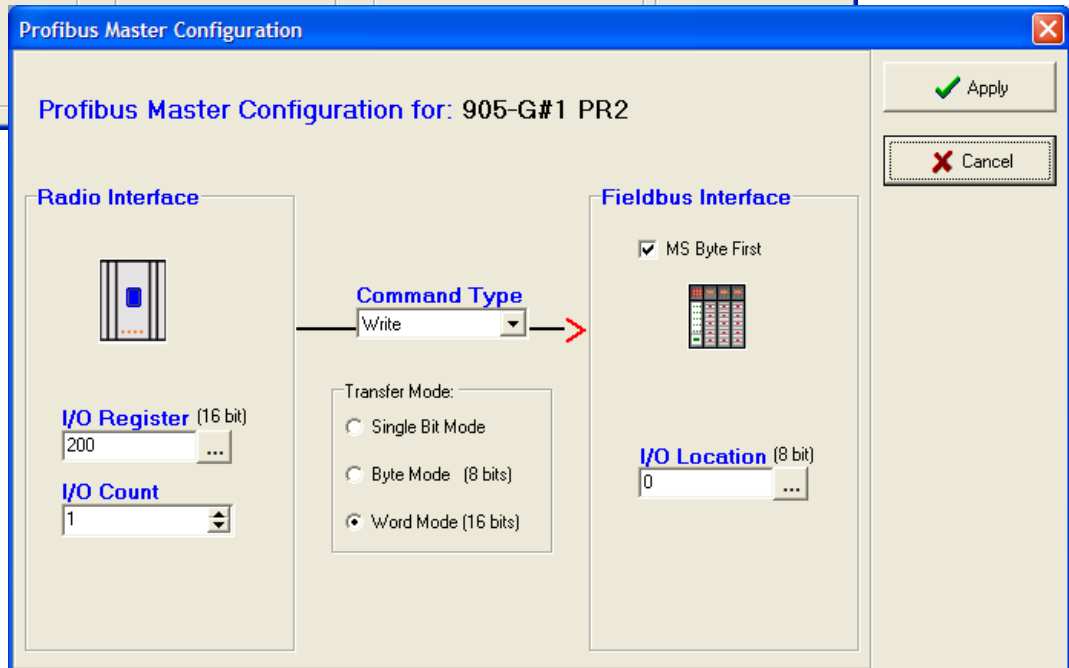 Profibus Master Configuration
Apply
Profibus Master Configuration for: 905-G#1 PR2
Cancel
Radio Interface
Fieldbus Interface
MS Byte First
Command Type
Write
Transfer Mode:
Single Bit Mode
Byte Mode (8 bits)
Word Mode (16 bits)
I/O Register (16 bit)
200
...
I/O Count
1
I/O Location (8 bit)
0
...